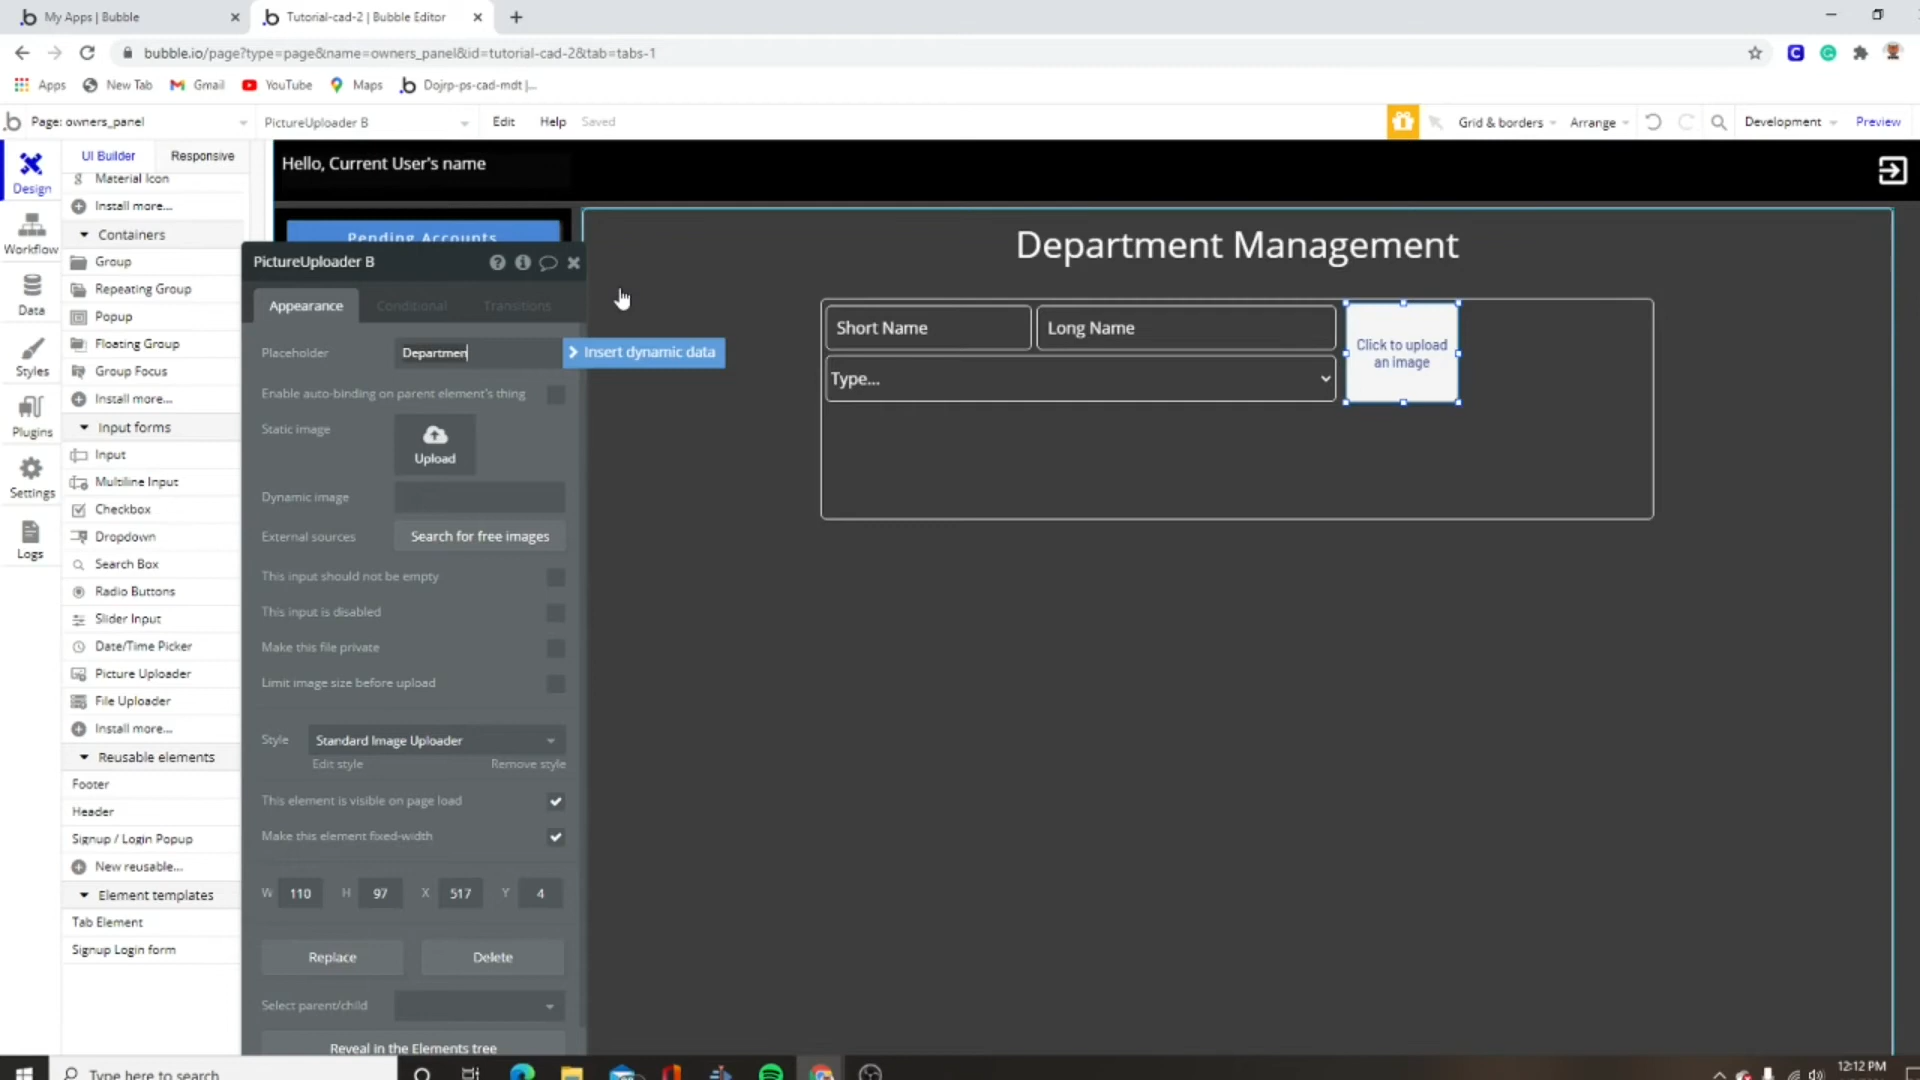 My Apps | Bubble
Tutorial-cad-2 | Bubble Editor
bubble.io/page?type=page&name=owners_panel&id=tutorial-cad-2&tab=tabs-1
Apps
New Tab
Gmail
YouTube
Maps
Dojrp-ps-cad-mdt |...
Page: owners_panel
PictureUploader B
Edit
Help
Saved
Grid & borders
Arrange
Development
Preview
Design
Workflow
Data
Styles
Plugins
Settings
Logs
UI Builder
Responsive
Material Icon
Install more...
Containers
Group
Repeating Group
Popup
Floating Group
Group Focus
Install more...
Input forms
Input
Multiline Input
Checkbox
Dropdown
Search Box
Radio Buttons
Slider Input
Date/Time Picker
Picture Uploader
File Uploader
Install more...
Reusable elements
Footer
Header
Signup / Login Popup
New reusable...
Element templates
Tab Element
Signup Login form
Hello, Current User's name
Pending Accounts
PictureUploader B
Appearance
Conditional
Transitions
Placeholder
Departmen
Insert dynamic data
Enable auto-binding on parent element's thing
Static image
Upload
Dynamic image
External sources
Search for free images
This input should not be empty
This input is disabled
Make this file private
Limit image size before upload
Style
Standard Image Uploader
Edit style
Remove style
This element is visible on page load
Make this element fixed-width
W 110 H 97 X 517 Y 4
Replace
Delete
Select parent/child
Reveal in the Elements tree
Department Management
Short Name
Long Name
Type...
Click to upload
an image
Type here to search
12:12 PM